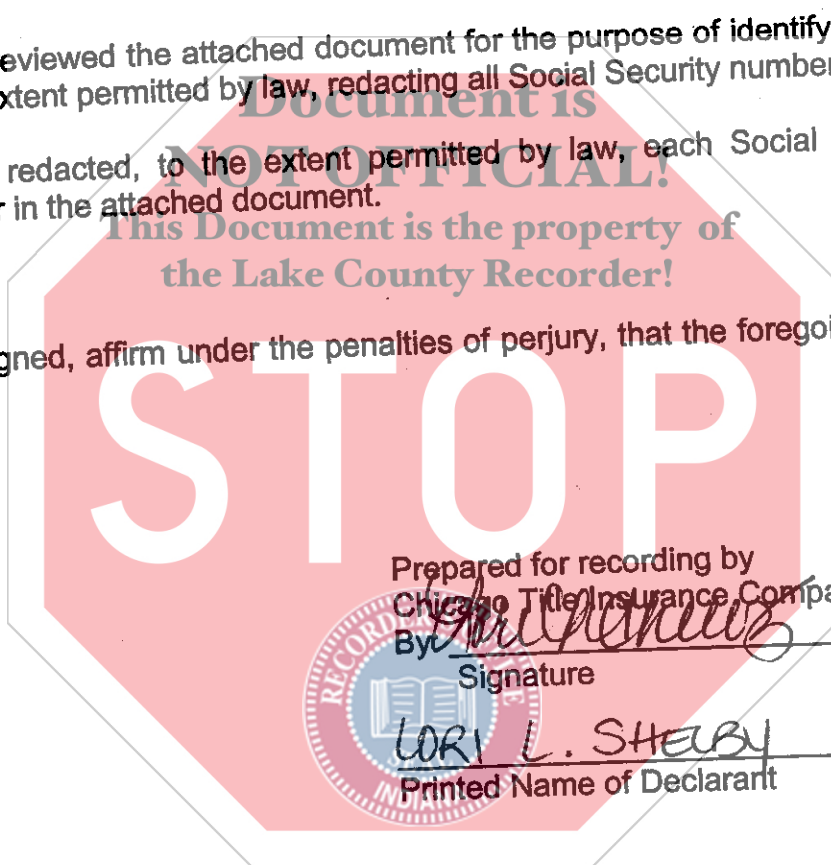 eviewed the attached document for the purpose of identify
xtent permitted by law, redacting all Social Security number
Document is
redacted, to the extent permitted by law, each Social
NOT OFFICIAL!
r in the attached document.
This Document is the property of
the Lake County Recorder!
gned, affirm under the penalties of perjury, that the foregoi
STOP
Prepared for recording by
Chicago Title Insurance Compa
By
Signature
RECORDER
LORI L. SHELBY
INDIANA
Printed Name of Declarant